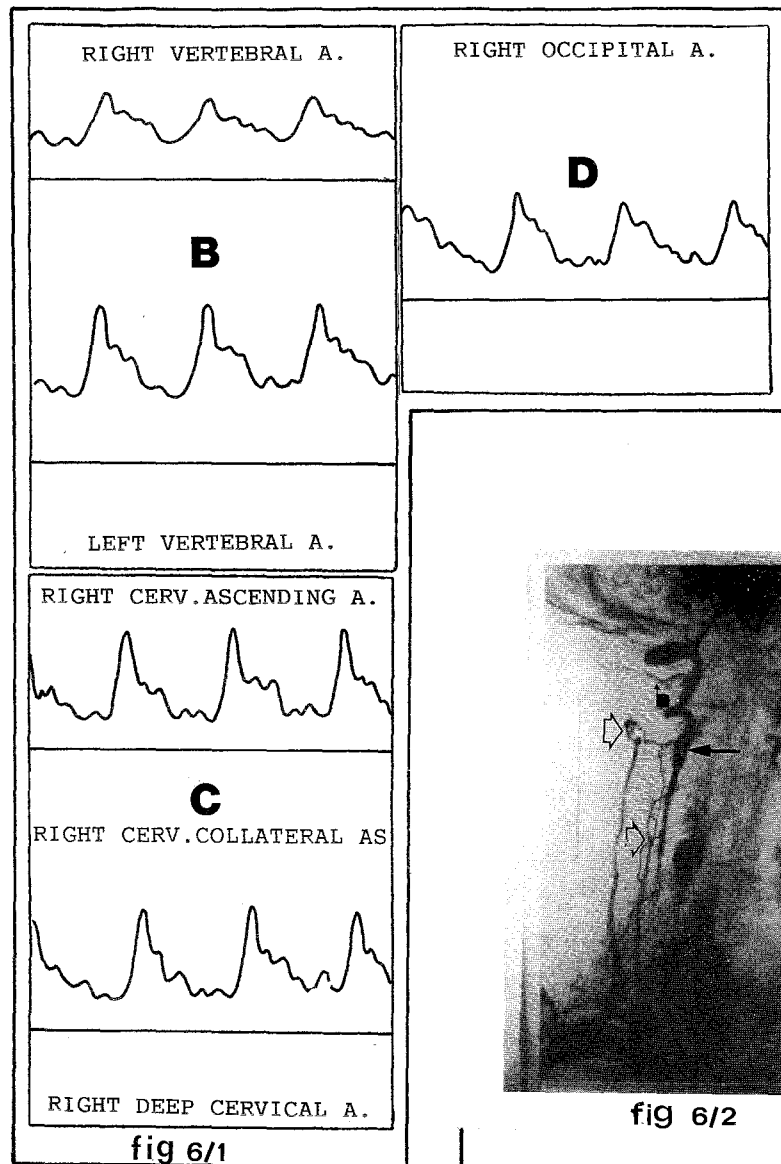 RIGHT VERTEBRAL A.
B
LEFT VERTEBRAL A.
RIGHT CERV.ASCENDING A.
C
RIGHT CERV.COLLATERAL AS
RIGHT DEEP CERVICAL A.
fig 6/1
RIGHT OCCIPITAL A.
D
fig 6/2